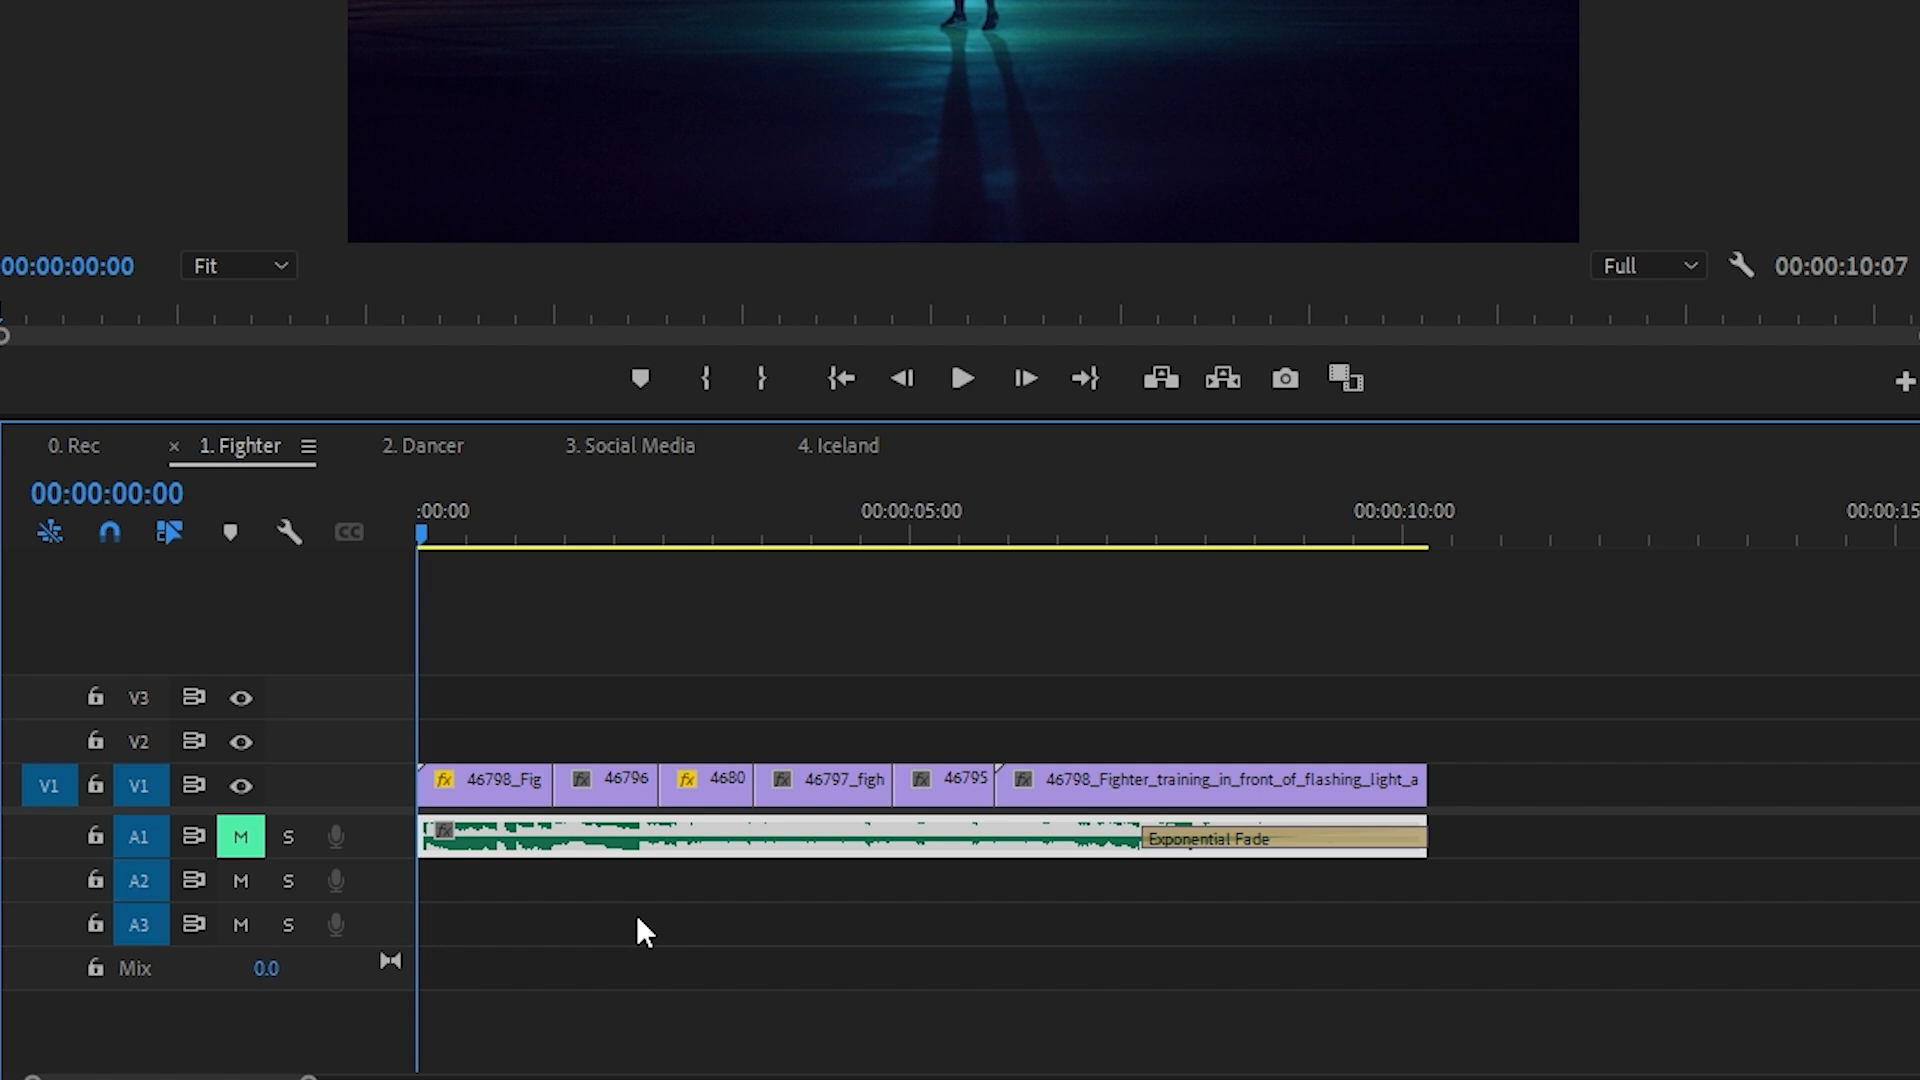 00:00:00:00 Fit Full 00:00:10:07
0. Rec × 1. Fighter 2. Dancer 3. Social Media 4. Iceland
00:00:00:00
:00:00 00:00:05:00 00:00:10:00 00:00:15
CC
V3
V2
V1 V1 fx 46798_Fig fx 46796 fx 4680 fx 46797_figh fx 46795 fx 46798_Fighter_training_in_front_of_flashing_light_a
A1 M S fx Exponential Fade
A2 M S
A3 M S
Mix 0.0